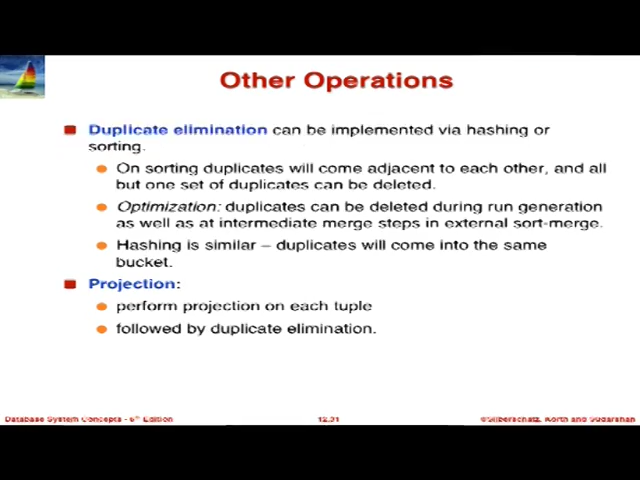 Other Operations
Duplicate elimination can be implemented via hashing or
sorting.
On sorting duplicates will come adjacent to each other, and all
but one set of duplicates can be deleted.
Optimization: duplicates can be deleted during run generation
as well as at intermediate merge steps in external sort-merge.
Hashing is similar – duplicates will come into the same
bucket.
Projection:
perform projection on each tuple
followed by duplicate elimination.
Database System Concepts - 6th Edition
12.31
©Silberschatz, Korth and Sudarshan